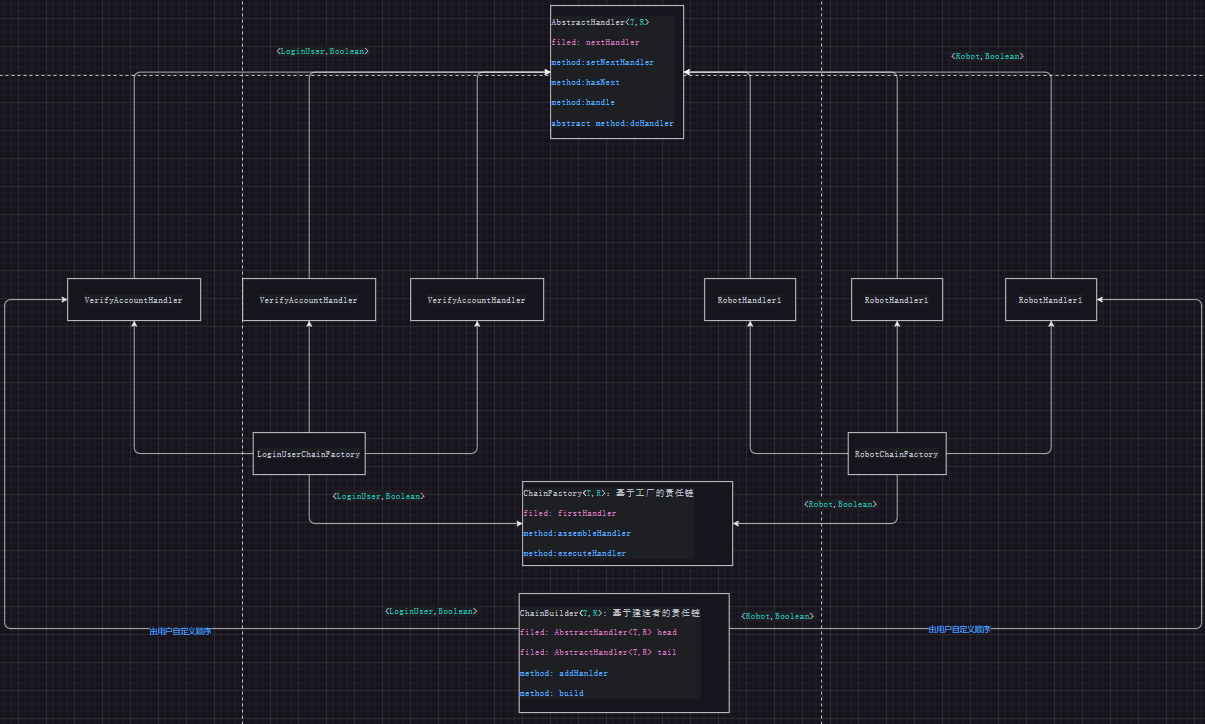 AbstractHandler<T,R>
filed: nextHandler
method:setNextHandler
method:hasNext
method:handle
abstract method:doHandler
<LoginUser,Boolean>
<Robot,Boolean>
VerifyAccountHandler
VerifyAccountHandler
VerifyAccountHandler
RobotHandler1
RobotHandler1
RobotHandler1
LoginUserChainFactory
RobotChainFactory
<LoginUser,Boolean>
<Robot,Boolean>
ChainFactory<T,R>: 基于工厂的责任链
filed: firstHandler
method:assembleHandler
method:executeHandler
<LoginUser,Boolean>
<Robot,Boolean>
ChainBuilder<T,R>: 基于建造者的责任链
filed: AbstractHandler<T,R> head
filed: AbstractHandler<T,R> tail
method: addHanlder
method: build
由用户自定义顺序
由用户自定义顺序